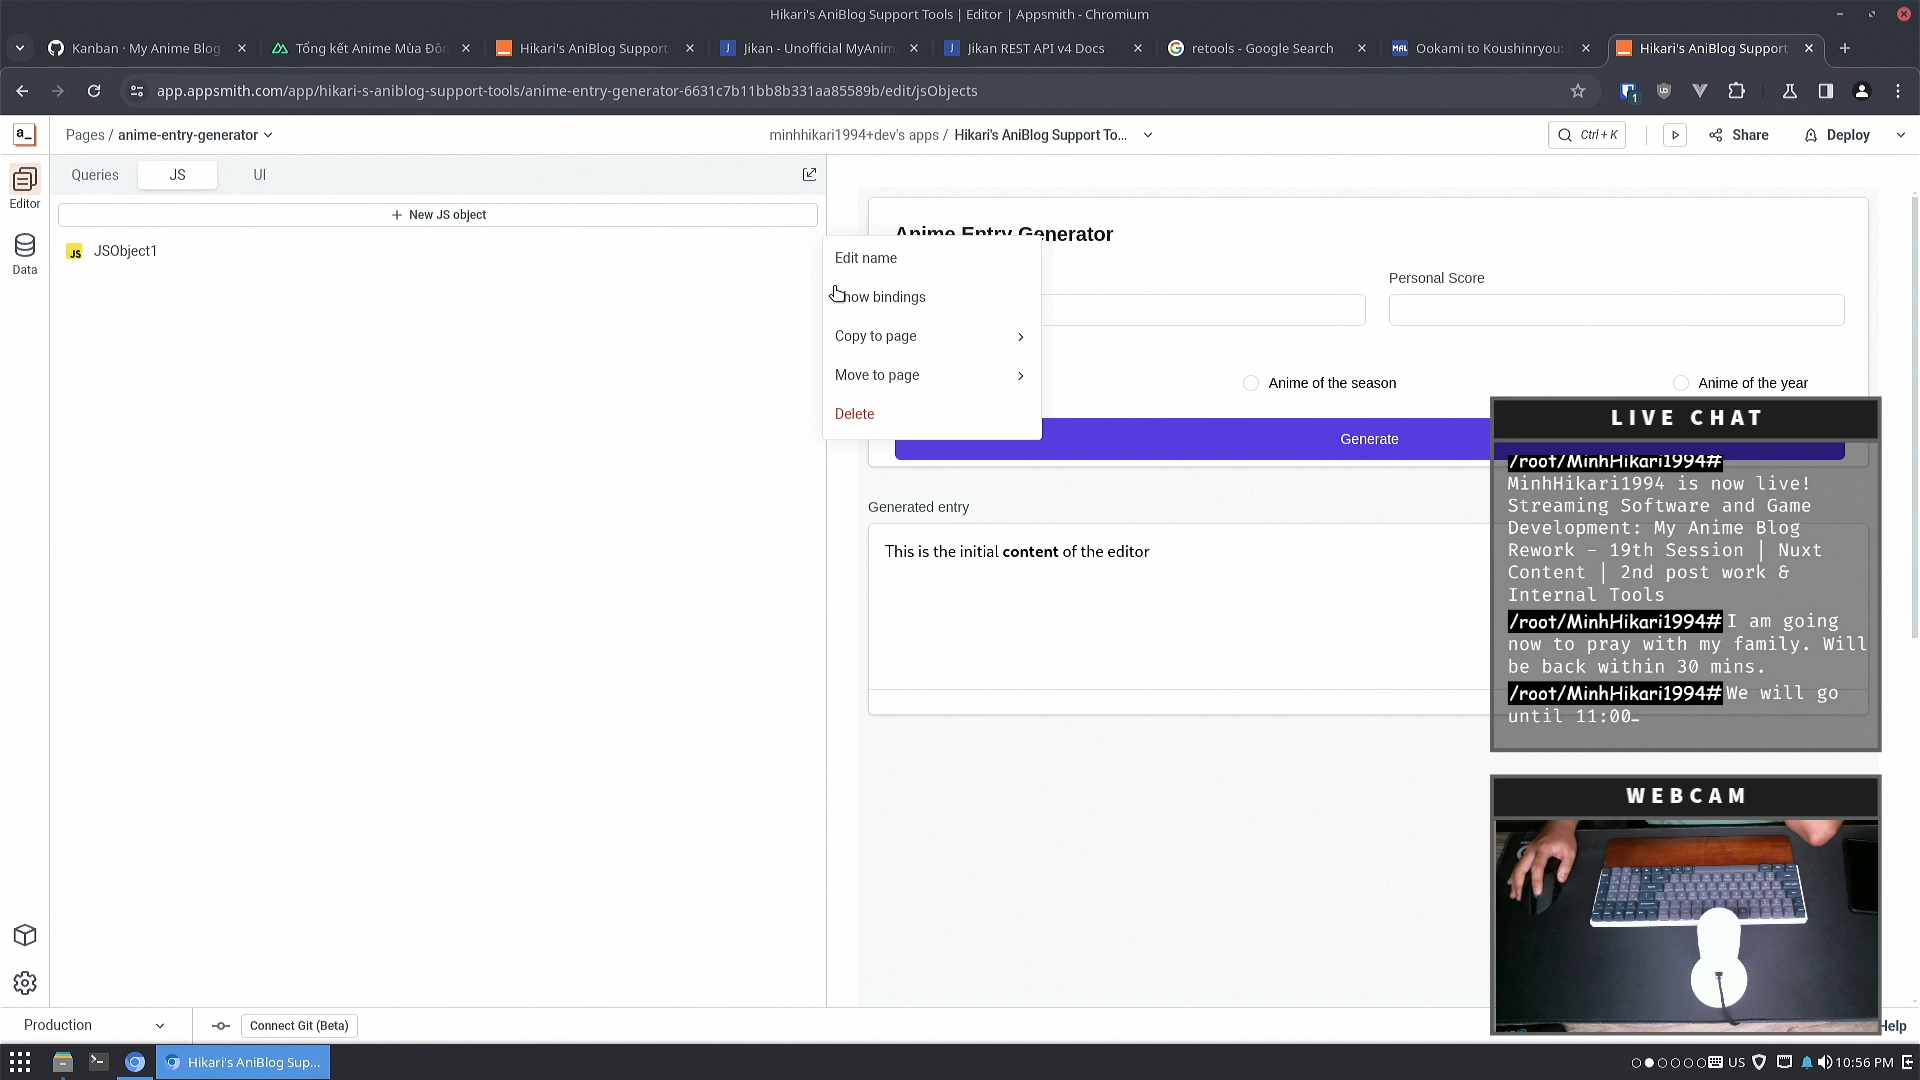 Hikari's AniBlog Support Tools | Editor | Appsmith - Chromium
Kanban · My Anime Blog
Tổng kết Anime Mùa Đôn
Hikari's AniBlog Support
Jikan - Unofficial MyAnim
Jikan REST API v4 Docs
retools - Google Search
MAL Ookami to Koushinryou:
Hikari's AniBlog Support
app.appsmith.com/app/hikari-s-aniblog-support-tools/anime-entry-generator-6631c7b11bb8b331aa85589b/edit/jsObjects
1
a_
Pages / anime-entry-generator
minhhikari1994+dev's apps / Hikari's AniBlog Support To...
Ctrl + K
Share
Deploy
Editor
Data
Queries
JS
UI
+ New JS object
JS JSObject1
Edit name
how bindings
Copy to page
Move to page
Delete
Anime Entry Generator
Personal Score
Anime of the season
Anime of the year
Generate
Generated entry
This is the initial content of the editor
LIVE CHAT
/root/MinhHikari1994#
MinhHikari1994 is now live!
Streaming Software and Game
Development: My Anime Blog
Rework - 19th Session | Nuxt
Content | 2nd post work &
Internal Tools
/root/MinhHikari1994# I am going
now to pray with my family. Will
be back within 30 mins.
/root/MinhHikari1994# We will go
until 11:00
WEBCAM
Production
Connect Git (Beta)
Help
Hikari's AniBlog Sup...
US
10:56 PM